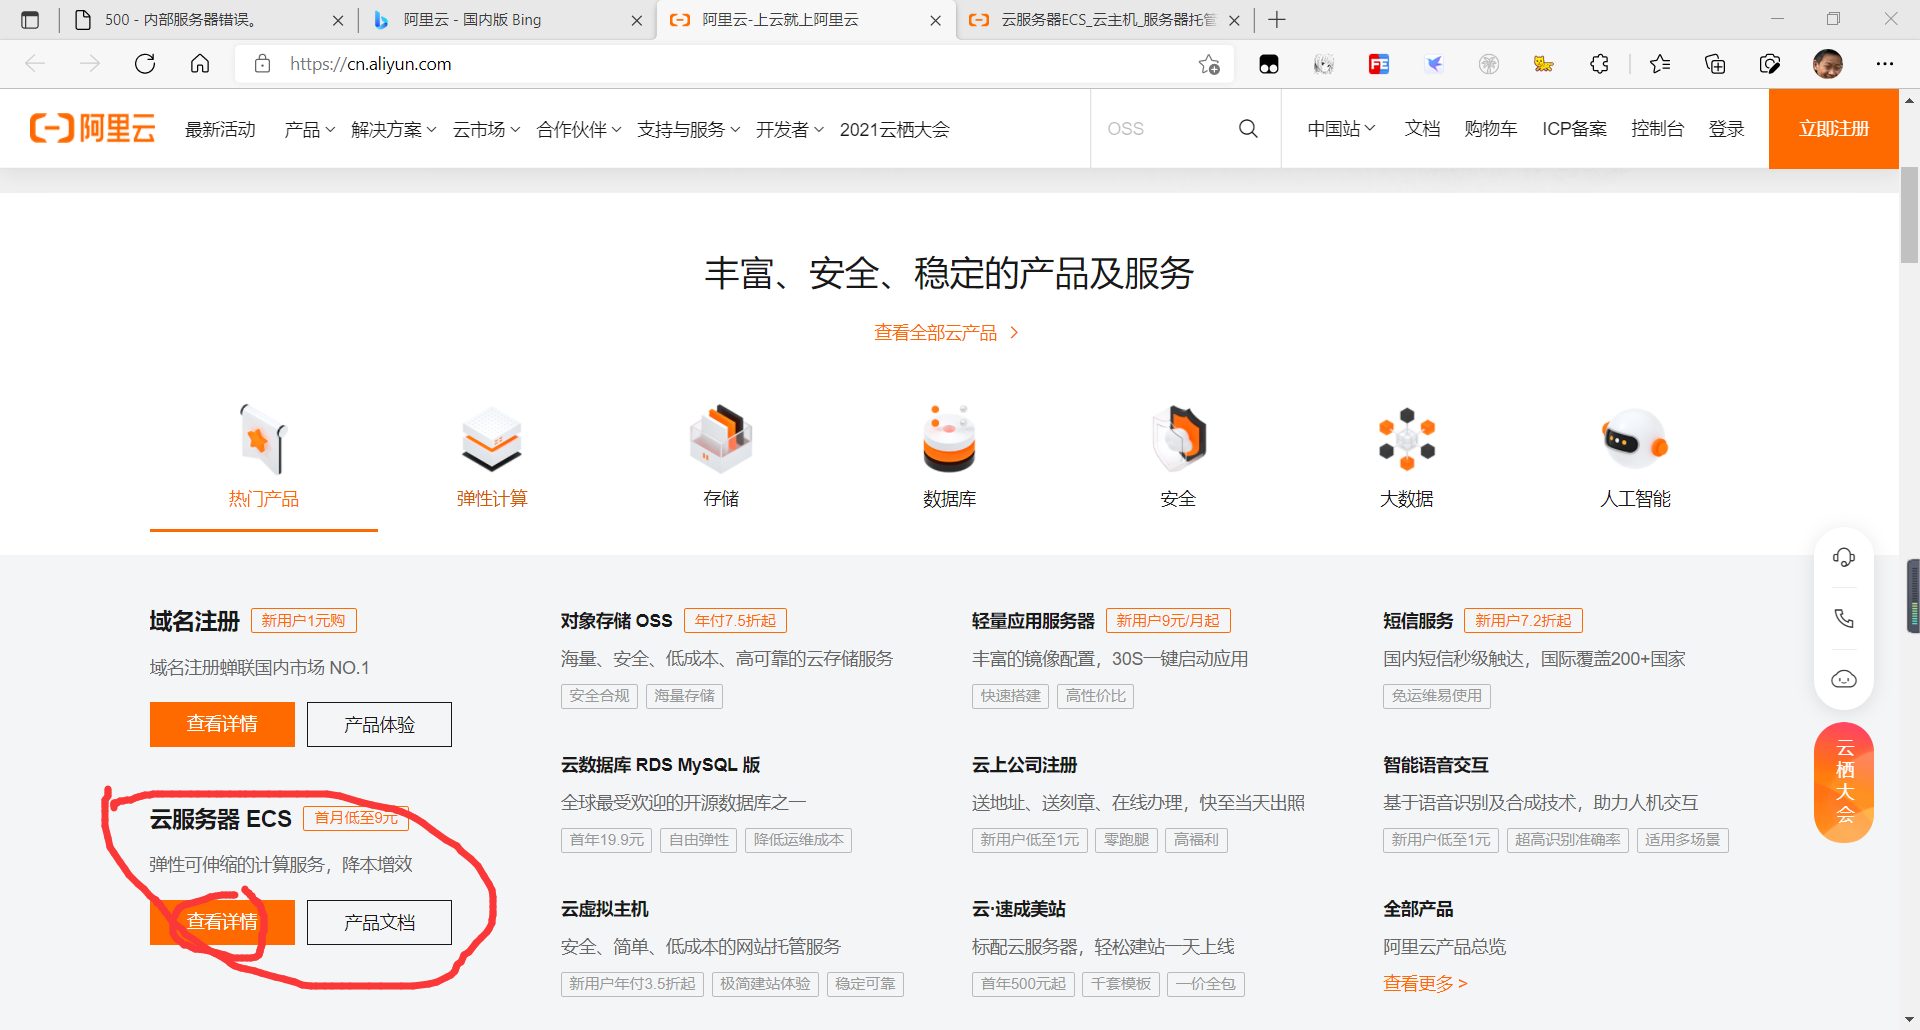 500 - 内部服务器错误。
阿里云 - 国内版 Bing
阿里云-上云就上阿里云
云服务器ECS_云主机_服务器托管
https://cn.aliyun.com
阿里云 最新活动 产品 解决方案 云市场 合作伙伴 支持与服务 开发者 2021云栖大会 OSS 中国站 文档 购物车 ICP备案 控制台 登录 立即注册
丰富、安全、稳定的产品及服务
查看全部云产品 >
热门产品 弹性计算 存储 数据库 安全 大数据 人工智能
域名注册 新用户1元购
域名注册蝉联国内市场 NO.1
查看详情 产品体验
云服务器 ECS 首月低至9元
弹性可伸缩的计算服务，降本增效
查看详情 产品文档
对象存储 OSS 年付7.5折起
海量、安全、低成本、高可靠的云存储服务
安全合规 海量存储
云数据库 RDS MySQL 版
全球最受欢迎的开源数据库之一
首年19.9元 自由弹性 降低运维成本
云虚拟主机
安全、简单、低成本的网站托管服务
新用户年付3.5折起 极简建站体验 稳定可靠
轻量应用服务器 新用户9元/月起
丰富的镜像配置，30S一键启动应用
快速搭建 高性价比
云上公司注册
送地址、送刻章、在线办理，快至当天出照
新用户低至1元 零跑腿 高福利
云·速成美站
标配云服务器，轻松建站一天上线
首年500元起 千套模板 一价全包
短信服务 新用户7.2折起
国内短信秒级触达，国际覆盖200+国家
免运维易使用
智能语音交互
基于语音识别及合成技术，助力人机交互
新用户低至1元 超高识别准确率 适用多场景
全部产品
阿里云产品总览
查看更多 >
云栖大会